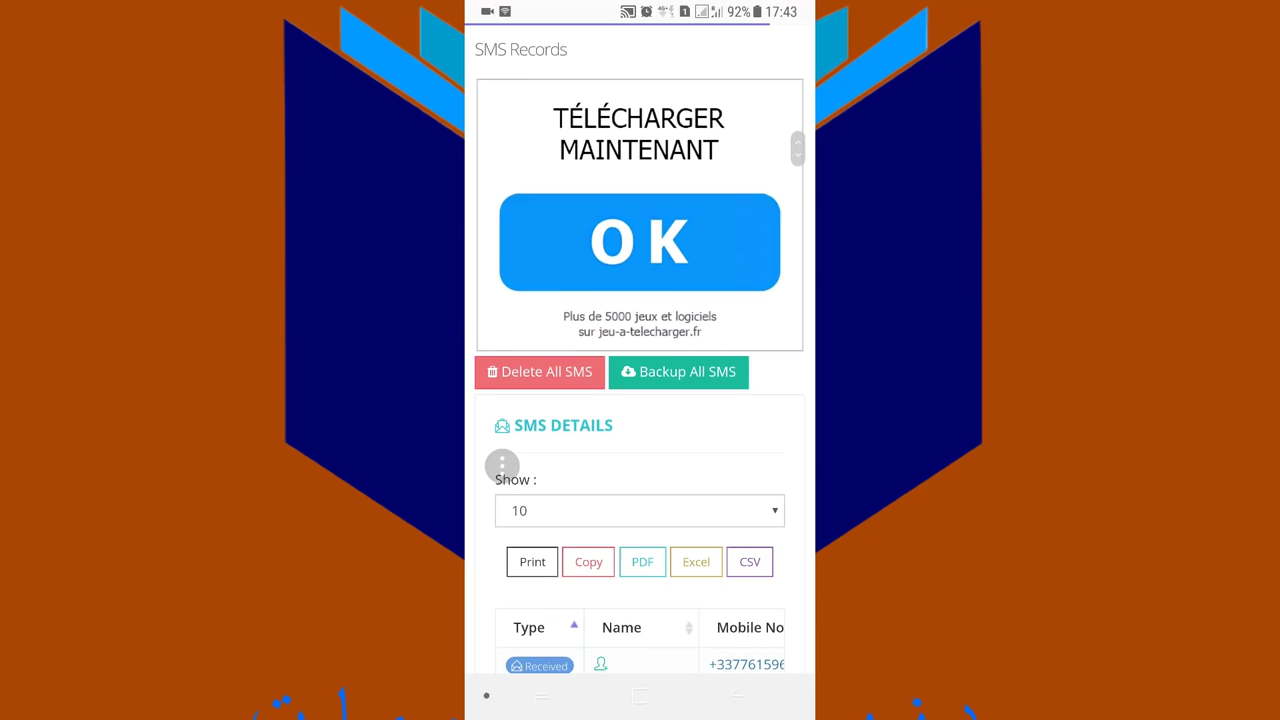 92% 17:43
SMS Records
TÉLÉCHARGER
MAINTENANT
OK
Plus de 5000 jeux et logiciels
sur jeu-a-telecharger.fr
Delete All SMS Backup All SMS
SMS DETAILS
Show :
10
Print Copy PDF Excel CSV
Type Name Mobile No
Received +337761596